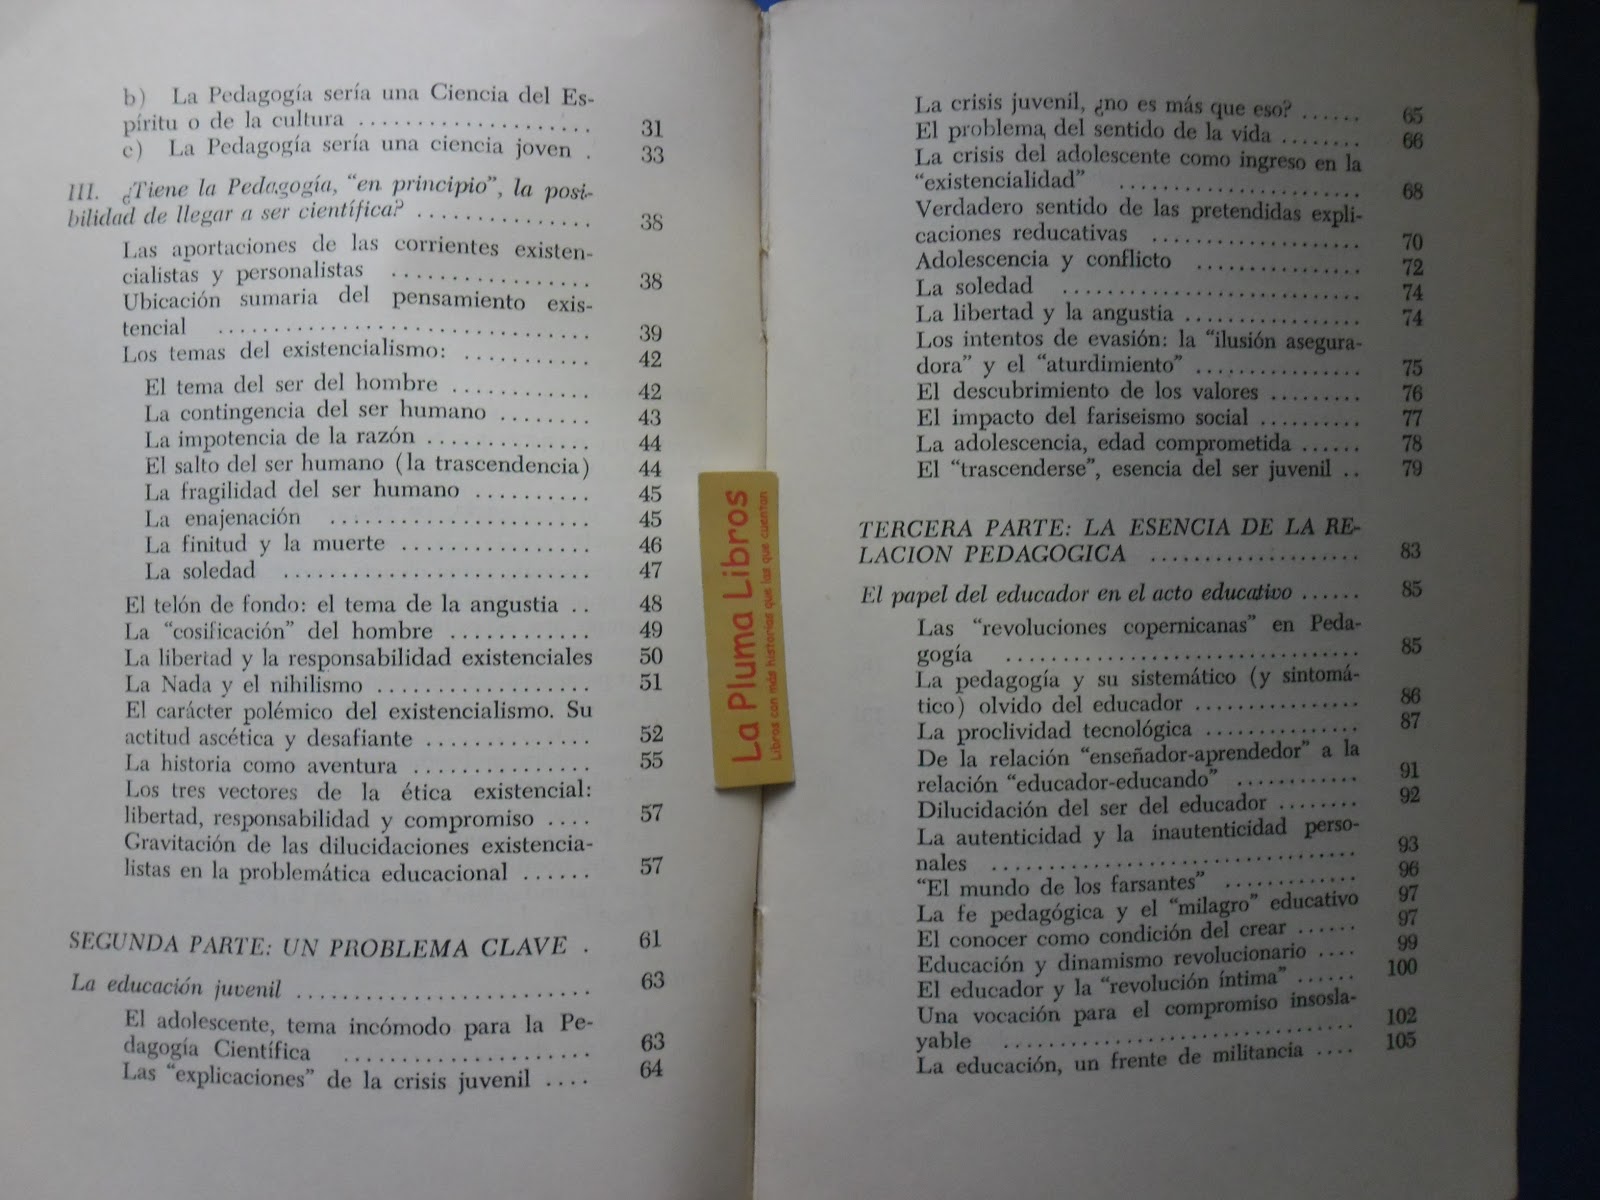 b) La Pedagogía sería una Ciencia del Es-
píritu o de la cultura .................... 31
c) La Pedagogía sería una ciencia joven . 33
III. ¿Tiene la Pedagogía, "en principio", la posi-
bilidad de llegar a ser científica? ............... 38
Las aportaciones de las corrientes existen-
cialistas y personalistas ............. 38
Ubicación sumaria del pensamiento exis-
tencial ................................ 39
Los temas del existencialismo: ........... 42
El tema del ser del hombre ............ 42
La contingencia del ser humano ........ 43
La impotencia de la razón .............. 44
El salto del ser humano (la trascendencia) 44
La fragilidad del ser humano .......... 45
La enajenación ....................... 45
La finitud y la muerte ................. 46
La soledad ........................... 47
El telón de fondo: el tema de la angustia .. 48
La "cosificación" del hombre ............ 49
La libertad y la responsabilidad existenciales 50
La Nada y el nihilismo .................. 51
El carácter polémico del existencialismo. Su
actitud ascética y desafiante .............. 52
La historia como aventura ............... 55
Los tres vectores de la ética existencial:
libertad, responsabilidad y compromiso .... 57
Gravitación de las dilucidaciones existencia-
listas en la problemática educacional ...... 57
SEGUNDA PARTE: UN PROBLEMA CLAVE . 61
La educación juvenil ......................... 63
El adolescente, tema incómodo para la Pe-
dagogía Científica ..................... 63
Las "explicaciones" de la crisis juvenil .... 64
La Pluma Libros
Libros con más historias que las que cuentan
La crisis juvenil, ¿no es más que eso? ...... 65
El problema del sentido de la vida ........ 66
La crisis del adolescente como ingreso en la
"existencialidad" ..................... 68
Verdadero sentido de las pretendidas expli-
caciones reducativas .................. 70
Adolescencia y conflicto ............... 72
La soledad .......................... 74
La libertad y la angustia ................ 74
Los intentos de evasión: la "ilusión asegura-
dora" y el "aturdimiento" ............... 75
El descubrimiento de los valores ......... 76
El impacto del fariseismo social ......... 77
La adolescencia, edad comprometida ...... 78
El "trascenderse", esencia del ser juvenil .. 79
TERCERA PARTE: LA ESENCIA DE LA RE-
LACION PEDAGOGICA ................... 83
El papel del educador en el acto educativo ...... 85
Las "revoluciones copernicanas" en Peda-
gogía ............................... 85
La pedagogía y su sistemático (y sintomá-
tico) olvido del educador ............... 86
La proclividad tecnológica .............. 87
De la relación "enseñador-aprendedor" a la
relación "educador-educando" ........... 91
Dilucidación del ser del educador ........ 92
La autenticidad y la inautenticidad perso-
nales ................................ 93
"El mundo de los farsantes" ............. 96
La fe pedagógica y el "milagro" educativo 97
El conocer como condición del crear ...... 97
Educación y dinamismo revolucionario .... 99
El educador y la "revolución íntima" ...... 100
Una vocación para el compromiso insosla-
yable ............................... 102
La educación, un frente de militancia .... 105